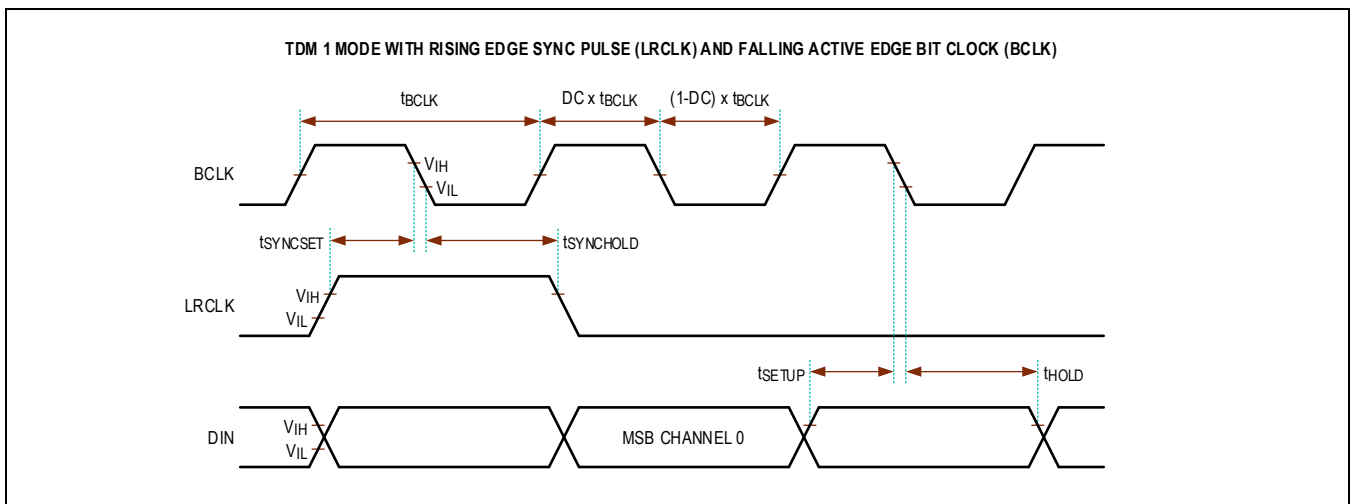 TDM 1 MODE WITH RISING EDGE SYNC PULSE (LRCLK) AND FALLING ACTIVE EDGE BIT CLOCK (BCLK)
tBCLK
DC x tBCLK
(1-DC) x tBCLK
BCLK
VIH
VIL
tSYNCSET
tSYNCHOLD
LRCLK
VIH
VIL
tSETUP
tHOLD
DIN
VIH
VIL
MSB CHANNEL 0